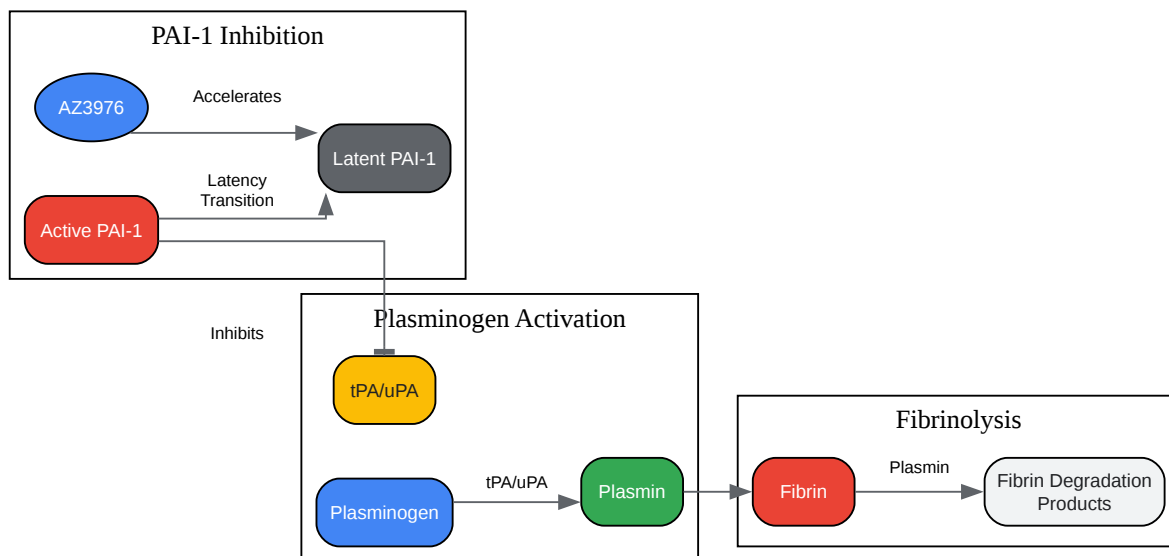 PAI-1 Inhibition
AZ3976
Accelerates
Latent PAI-1
Latency
Transition
Active PAI-1
Inhibits
Plasminogen Activation
tPA/uPA
Plasminogen
tPA/uPA
Plasmin
Fibrinolysis
Fibrin
Plasmin
Fibrin Degradation
Products